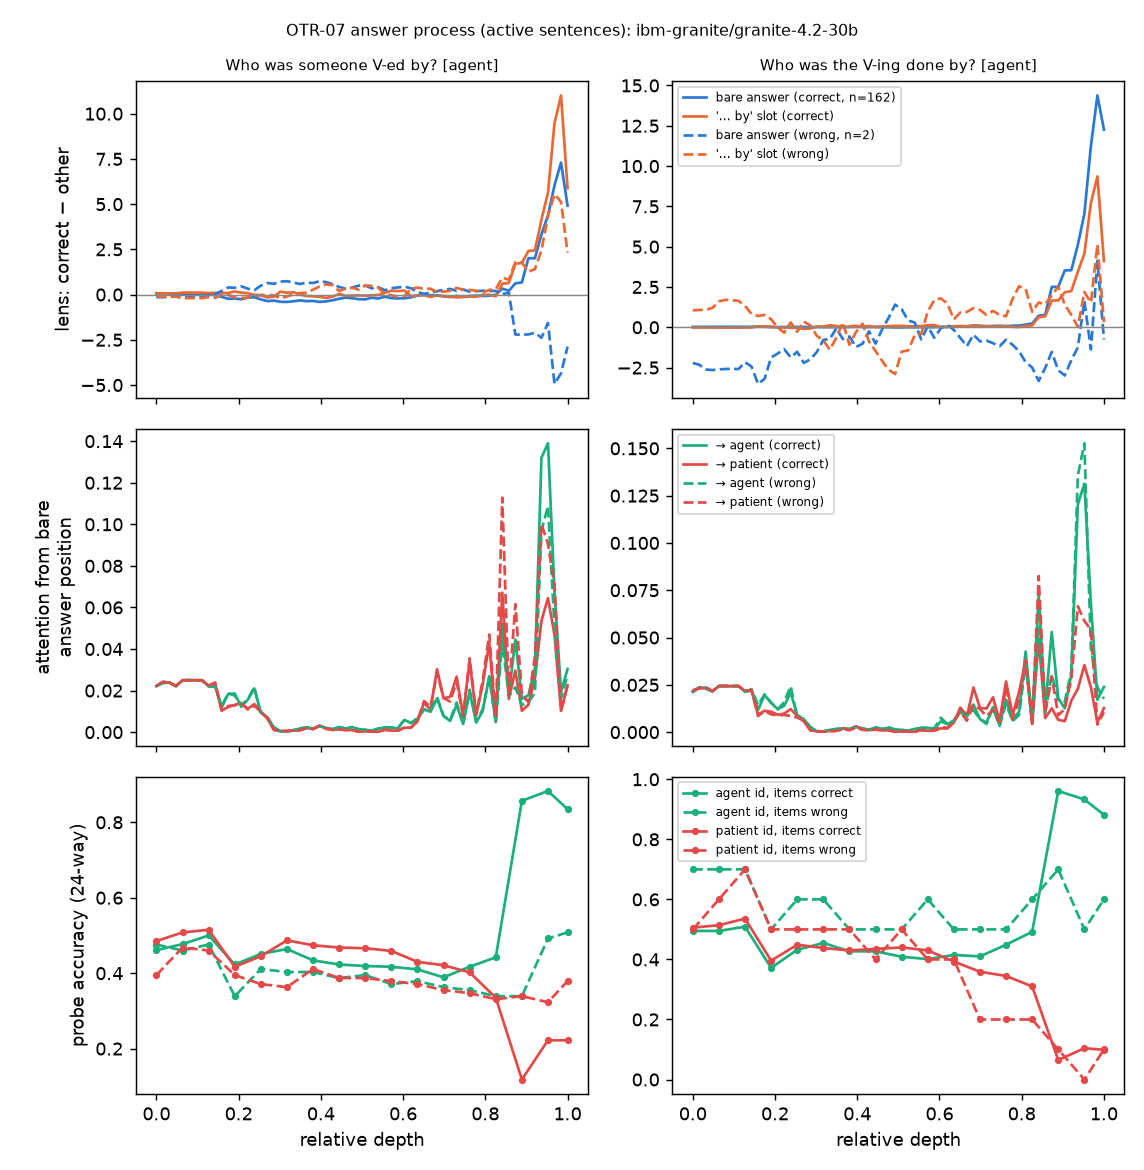 OTR-07 answer process (active sentences): ibm-granite/granite-4.2-30b
Who was someone V-ed by? [agent]
Who was the V-ing done by? [agent]
lens: correct − other
10.0
7.5
5.0
2.5
0.0
−2.5
−5.0
15.0
12.5
10.0
7.5
5.0
2.5
0.0
−2.5
bare answer (correct, n=162)
'... by' slot (correct)
bare answer (wrong, n=2)
'... by' slot (wrong)
attention from bare
answer position
0.14
0.12
0.10
0.08
0.06
0.04
0.02
0.00
0.150
0.125
0.100
0.075
0.050
0.025
0.000
→ agent (correct)
→ patient (correct)
→ agent (wrong)
→ patient (wrong)
probe accuracy (24-way)
0.8
0.6
0.4
0.2
1.0
0.8
0.6
0.4
0.2
0.0
agent id, items correct
agent id, items wrong
patient id, items correct
patient id, items wrong
0.0 0.2 0.4 0.6 0.8 1.0
0.0 0.2 0.4 0.6 0.8 1.0
relative depth
relative depth